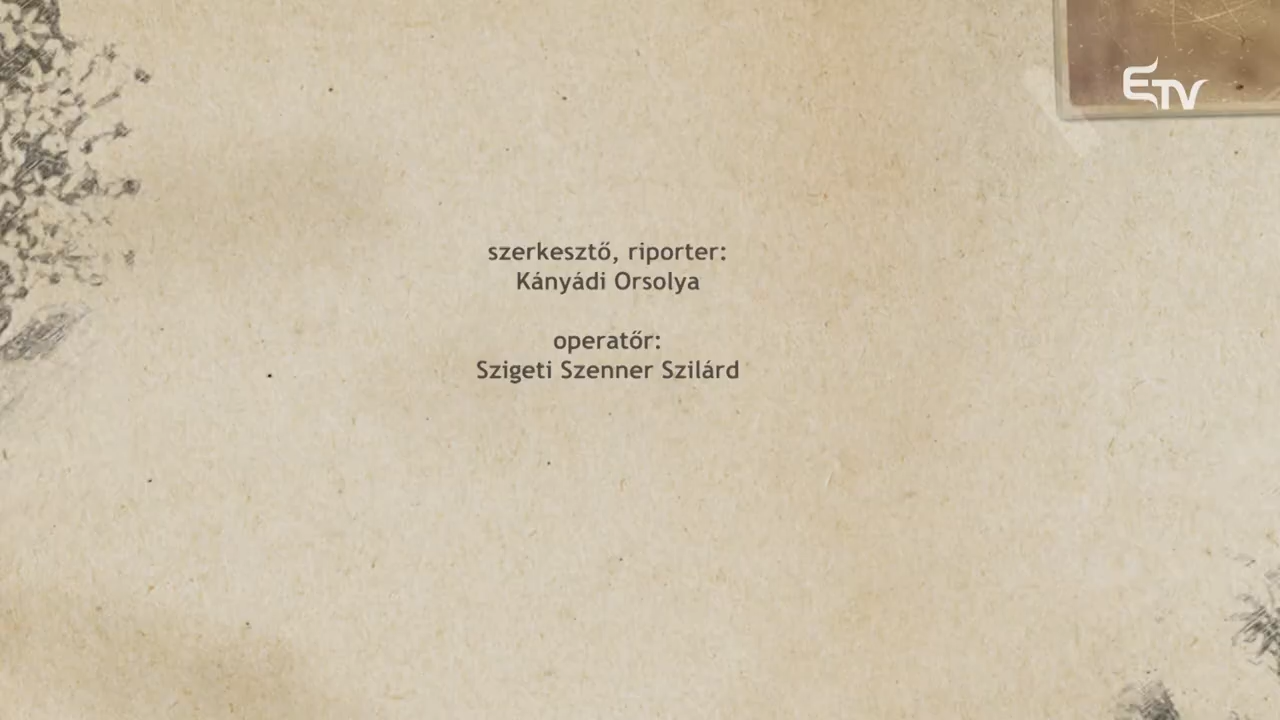 ETV
szerkesztő, riporter:
Kányádi Orsolya
operatőr:
Szigeti Szenner Szilárd